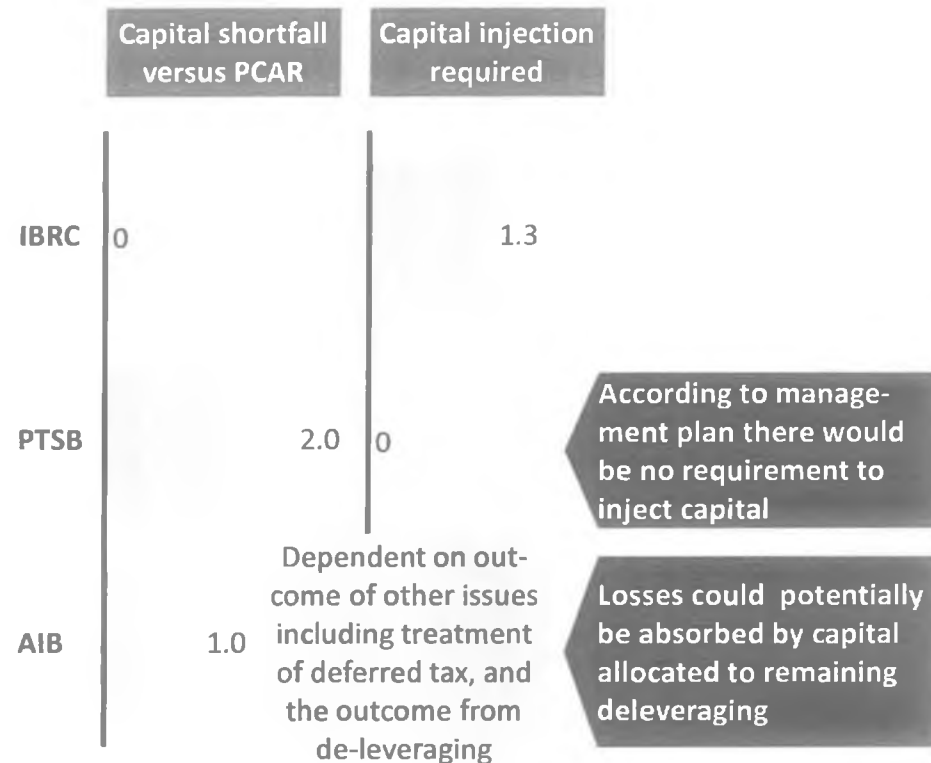 Capital shortfall
versus PCAR
Capital injection
required
IBRC
0
1.3
PTSB
2.0
0
According to manage-
ment plan there would
be no requirement to
inject capital
AIB
1.0
Dependent on out-
come of other issues
including treatment
of deferred tax, and
the outcome from
de-leveraging
Losses could potentially
be absorbed by capital
allocated to remaining
deleveraging